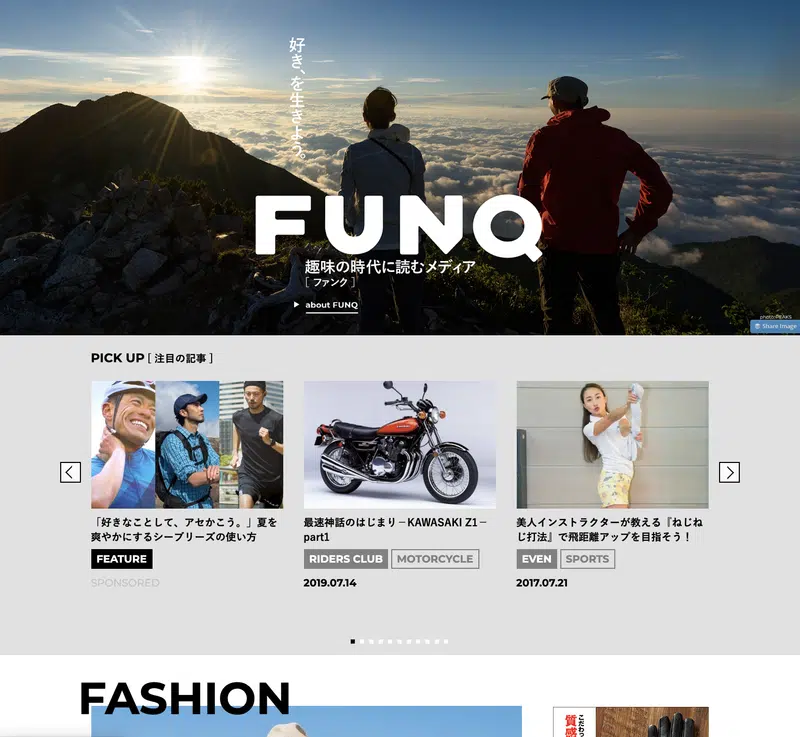 好き、を生きよう。
FUNQ
趣味の時代に読むメディア
[ ファンク ]
about FUNQ
photo:PEAKS
Share Image
PICK UP [ 注目の記事 ]
「好きなことして、アセかこう。」夏を
爽やかにするシーブリーズの使い方
FEATURE
SPONSORED
最速神話のはじまり－KAWASAKI Z1－
part1
RIDERS CLUB
MOTORCYCLE
2019.07.14
美人インストラクターが教える『ねじね
じ打法』で飛距離アップを目指そう！
EVEN
SPORTS
2017.07.21
FASHION
質感
こだわ